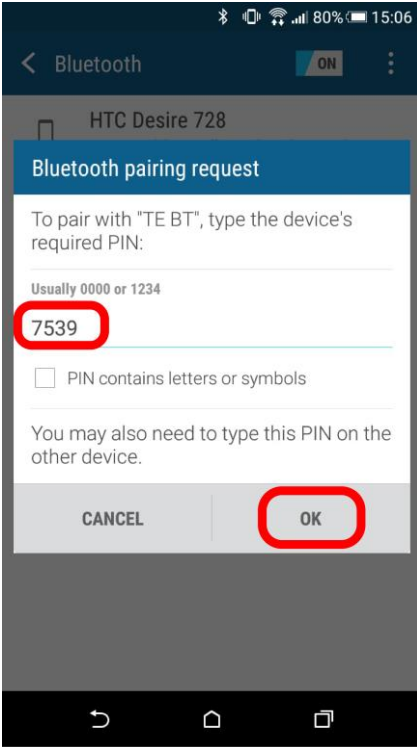 80% 15:06
Bluetooth ON
HTC Desire 728
Bluetooth pairing request
To pair with "TE BT", type the device's
required PIN:
Usually 0000 or 1234
7539
PIN contains letters or symbols
You may also need to type this PIN on the
other device.
CANCEL OK